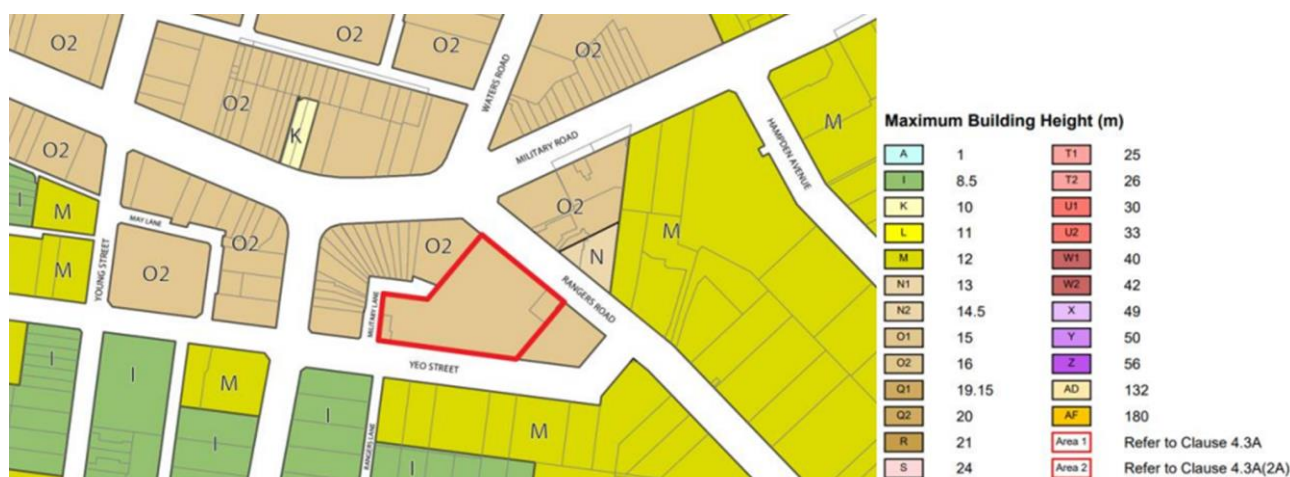 O2
O2
O2
O2
O2
K
WATERS ROAD
MILITARY ROAD
HAMPDEN AVENUE
M
O2
I
M
MAY LANE
O2
O2
O2
M
N
M
YOUNG STREET
O2
MILITARY LANE
RANGERS ROAD
YEO STREET
I
I
M
I
I
RANGERS LANE
M
I
Maximum Building Height (m)
A 1 T1 25
I 8.5 T2 26
K 10 U1 30
L 11 U2 33
M 12 W1 40
N1 13 W2 42
N2 14.5 X 49
O1 15 Y 50
O2 16 Z 56
Q1 19.15 AD 132
Q2 20 AF 180
R 21 Area 1 Refer to Clause 4.3A
S 24 Area 2 Refer to Clause 4.3A(2A)